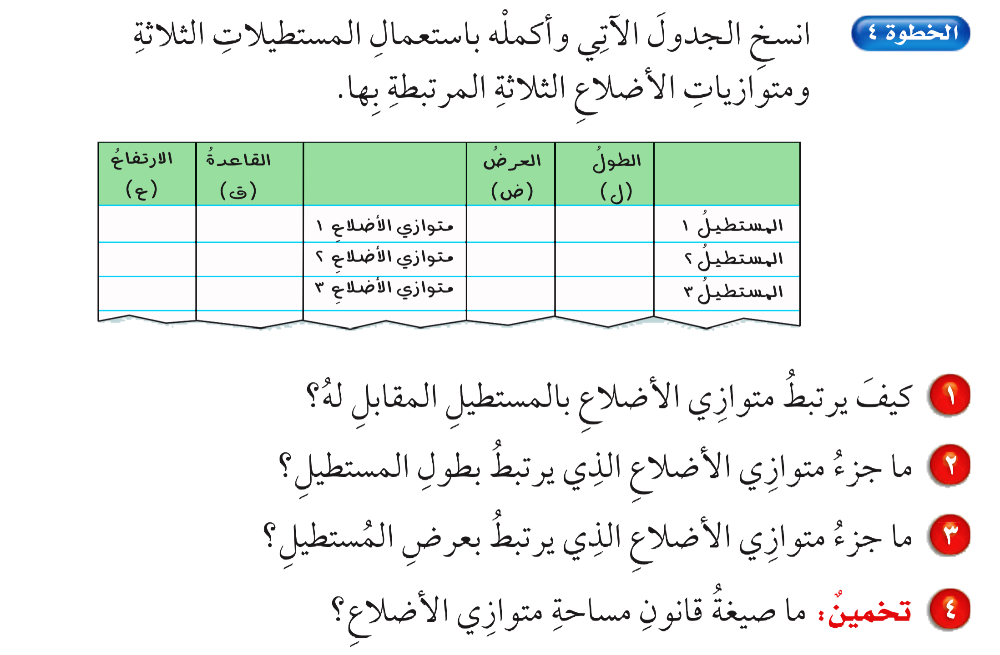 الخطوة ٤ انسخِ الجدولَ الآتِي وأكملْه باستعمالِ المستطيلاتِ الثلاثةِ
ومتوازياتِ الأضلاعِ الثلاثةِ المرتبطةِ بِها.
الطولُ (ل) العرضُ (ض) القاعدةُ (ق) الارتفاعُ (ع)
المستطيلُ ١ متوازي الأضلاعِ ١
المستطيلُ ٢ متوازي الأضلاعِ ٢
المستطيلُ ٣ متوازي الأضلاعِ ٣
١ كيفَ يرتبطُ متوازِي الأضلاعِ بالمستطيلِ المقابلِ لهُ؟
٢ ما جزءُ متوازِي الأضلاعِ الذِي يرتبطُ بطولِ المستطيلِ؟
٣ ما جزءُ متوازِي الأضلاعِ الذِي يرتبطُ بعرضِ المُستطيلِ؟
٤ تخمينٌ: ما صيغةُ قانونِ مساحةِ متوازِي الأضلاعِ؟